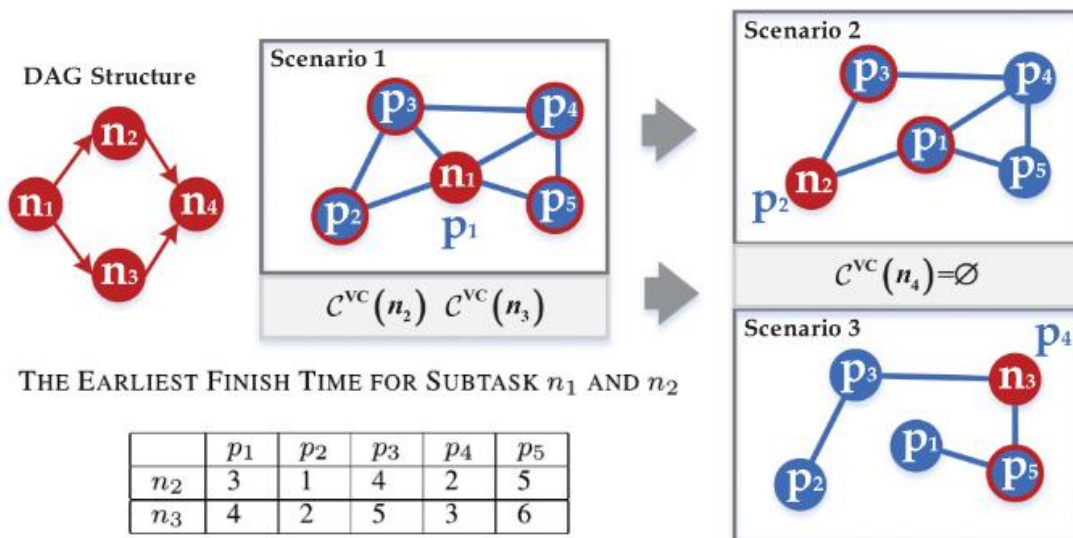 DAG Structure
n1
n2
n3
n4
Scenario 1
p3
p4
n1
p2
p5
p1
𝒞^VC(n2) 𝒞^VC(n3)
Scenario 2
p3
p4
p1
n2
p5
p2
𝒞^VC(n4)=∅
Scenario 3
p4
p3
n3
p1
p2
p5
THE EARLIEST FINISH TIME FOR SUBTASK n1 AND n2
p1 p2 p3 p4 p5
n2 3 1 4 2 5
n3 4 2 5 3 6